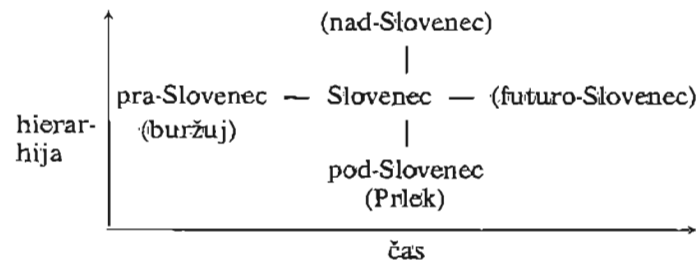 (nad-Slovenec)
pra-Slovenec — Slovenec — (futuro-Slovenec)
(buržuj)
hierar-
hija
pod-Slovenec
(Prlek)
čas